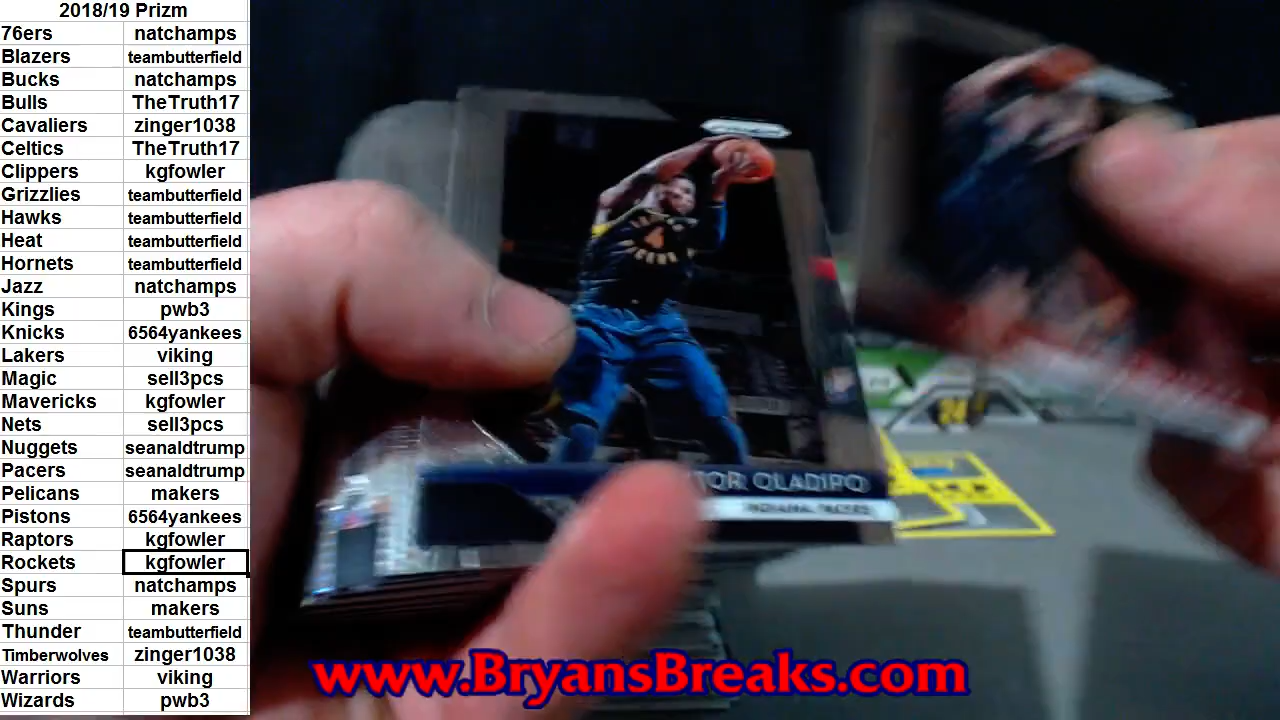 2018/19 Prizm
76ers natchamps
Blazers teambutterfield
Bucks natchamps
Bulls TheTruth17
Cavaliers zinger1038
Celtics TheTruth17
Clippers kgfowler
Grizzlies teambutterfield
Hawks teambutterfield
Heat teambutterfield
Hornets teambutterfield
Jazz natchamps
Kings pwb3
Knicks 6564yankees
Lakers viking
Magic sell3pcs
Mavericks kgfowler
Nets sell3pcs
Nuggets seanaldtrump
Pacers seanaldtrump
Pelicans makers
Pistons 6564yankees
Raptors kgfowler
Rockets kgfowler
Spurs natchamps
Suns makers
Thunder teambutterfield
Timberwolves zinger1038
Warriors viking
Wizards pwb3
4
OLADIPO
INDIANA PACERS
24
www.BryansBreaks.com